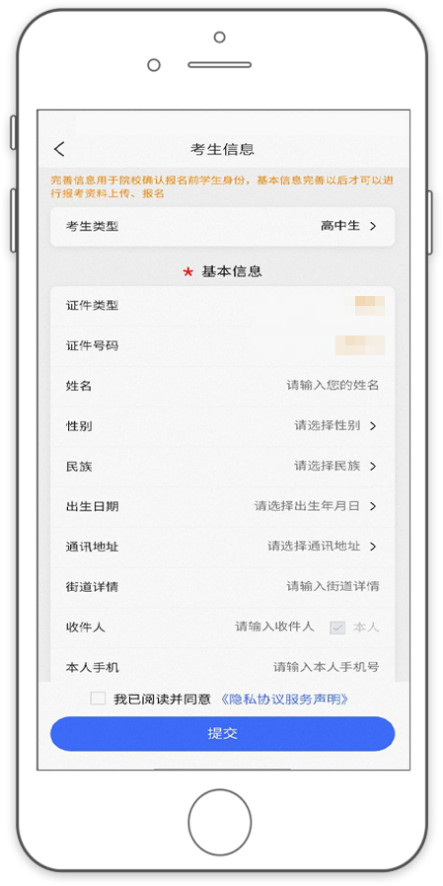 考生信息
完善信息用于院校确认报名前学生身份，基本信息完善以后才可以进
行报考资料上传、报名
考生类型 高中生 >
* 基本信息
证件类型
证件号码
姓名 请输入您的姓名
性别 请选择性别 >
民族 请选择民族 >
出生日期 请选择出生年月日 >
通讯地址 请选择通讯地址 >
街道详情 请输入街道详情
收件人 请输入收件人 本人
本人手机 请输入本人手机号
我已阅读并同意《隐私协议服务声明》
提交